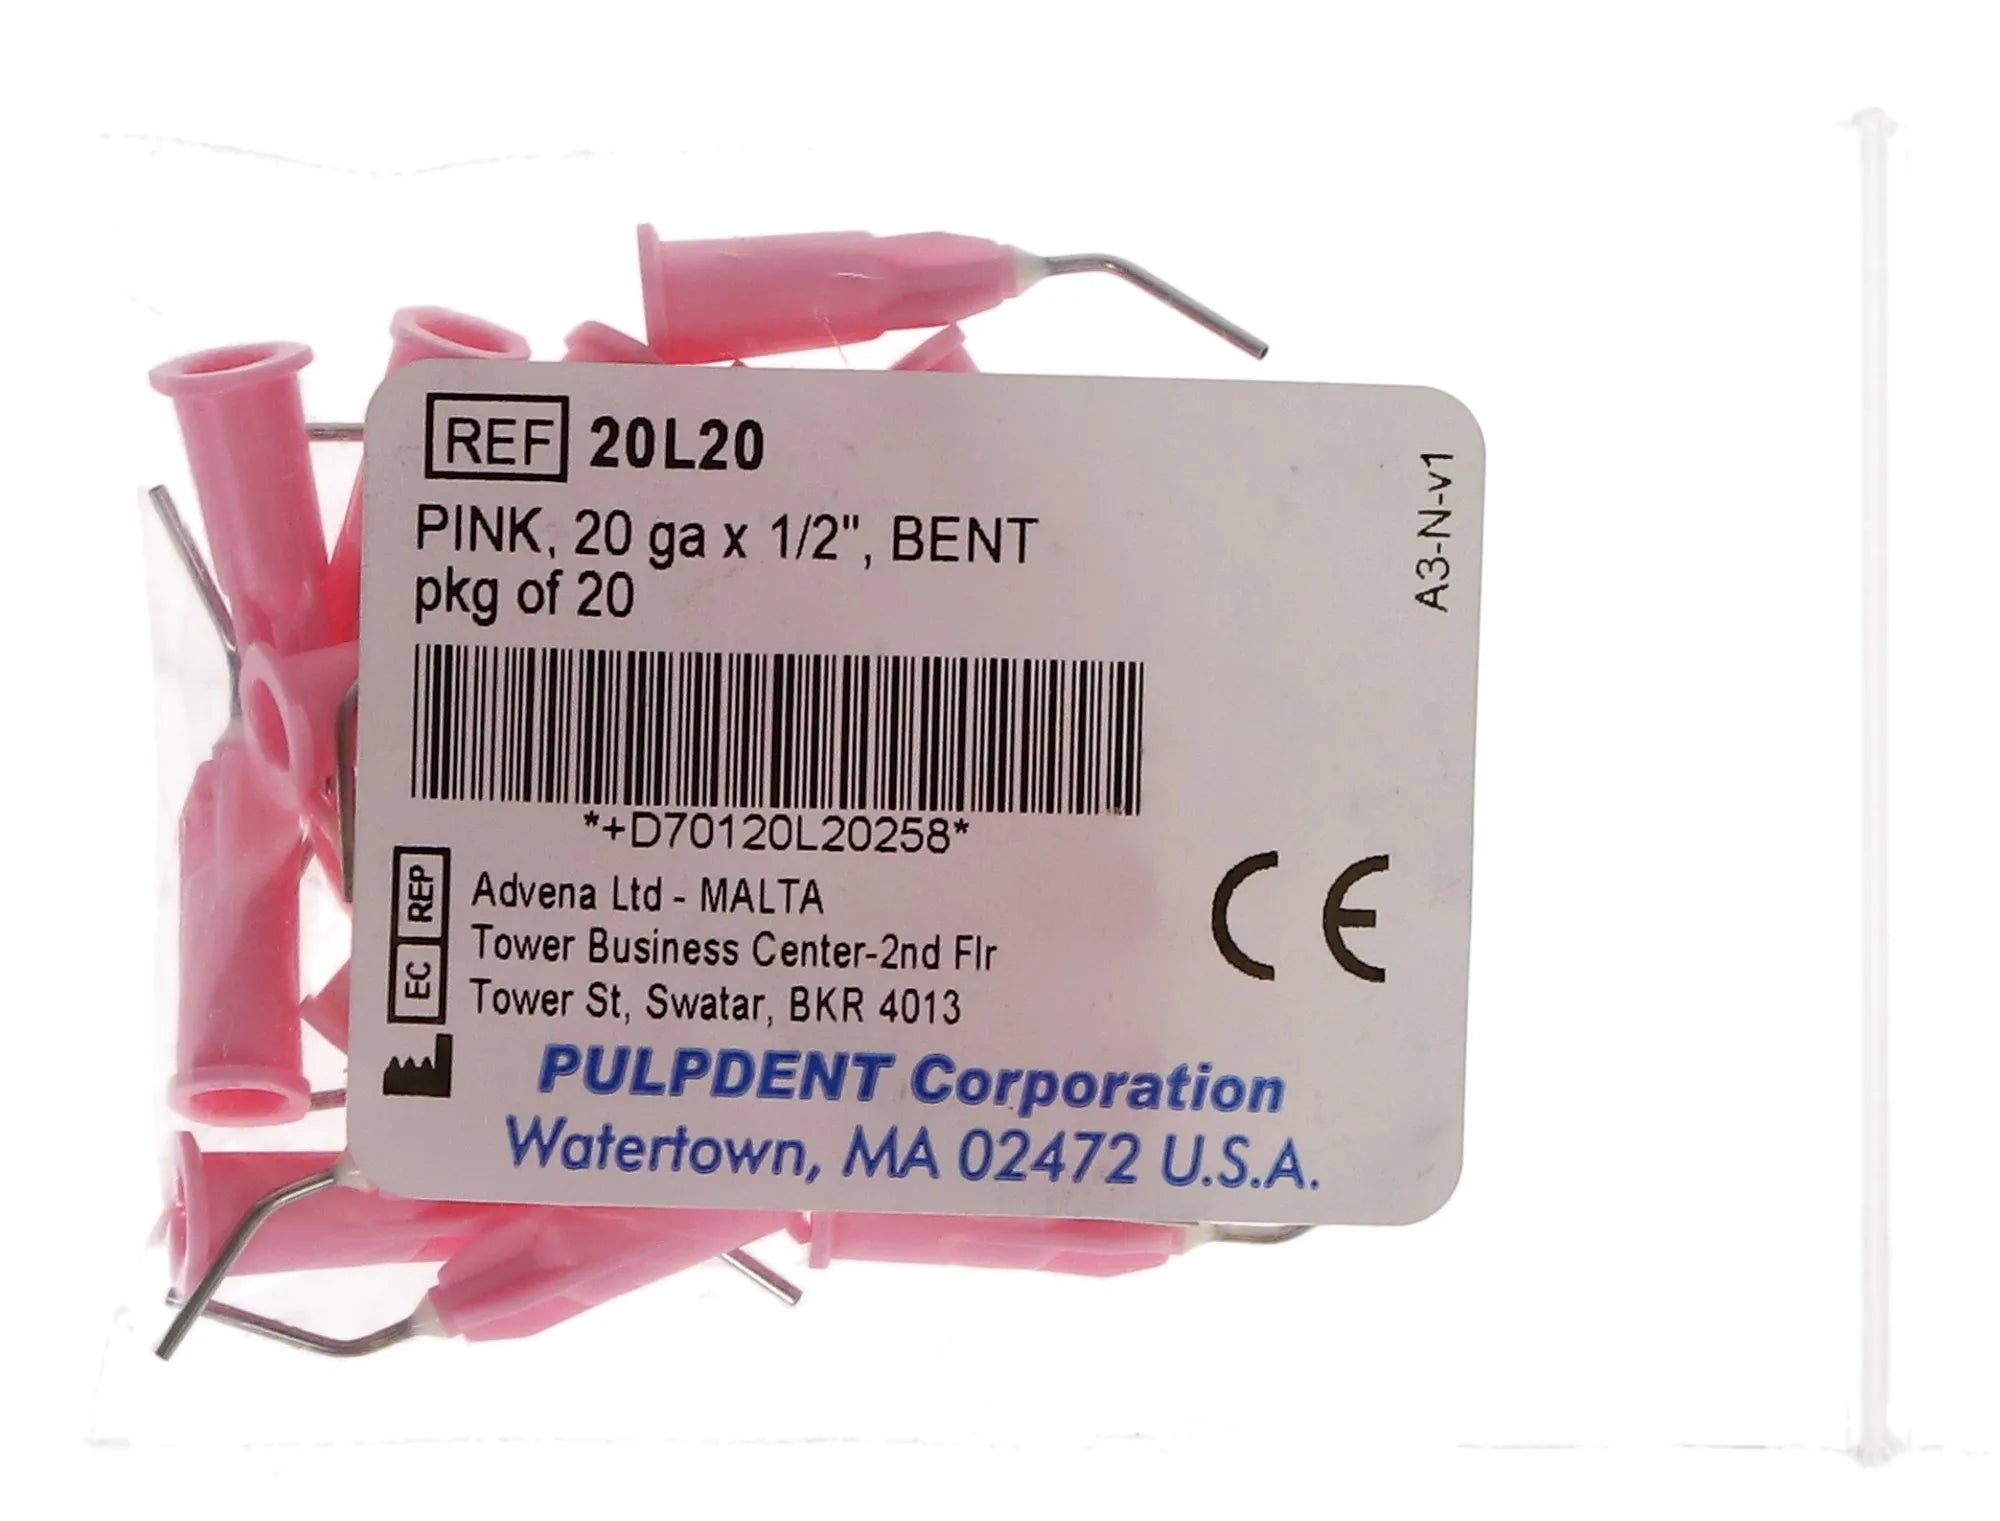 REF 20L20
PINK, 20 ga x 1/2", BENT
pkg of 20
A3-N-v1
*+D70120L20258*
EC REP
Advena Ltd - MALTA
Tower Business Center-2nd Flr
Tower St, Swatar, BKR 4013
CE
PULPDENT Corporation
Watertown, MA 02472 U.S.A.